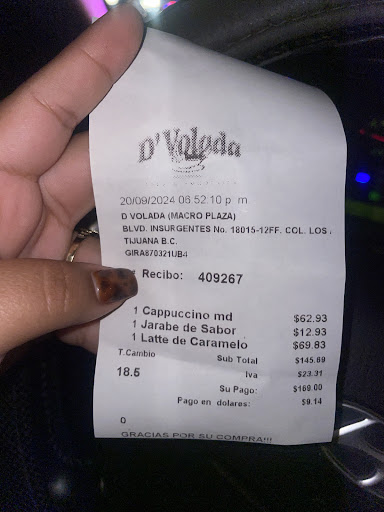 D'Volada
20/09/2024 06:52:10 p. m.
D VOLADA (MACRO PLAZA)
BLVD. INSURGENTES No. 18015-12FF. COL. LOS
TIJUANA B.C.
GIRA870321UB4
Recibo: 409267
1 Cappuccino md $62.93
1 Jarabe de Sabor $12.93
1 Latte de Caramelo $69.83
T.Cambio Sub Total $145.69
18.5 Iva $23.31
Su Pago: $169.00
Pago en dolares: $9.14
0
GRACIAS POR SU COMPRA!!!